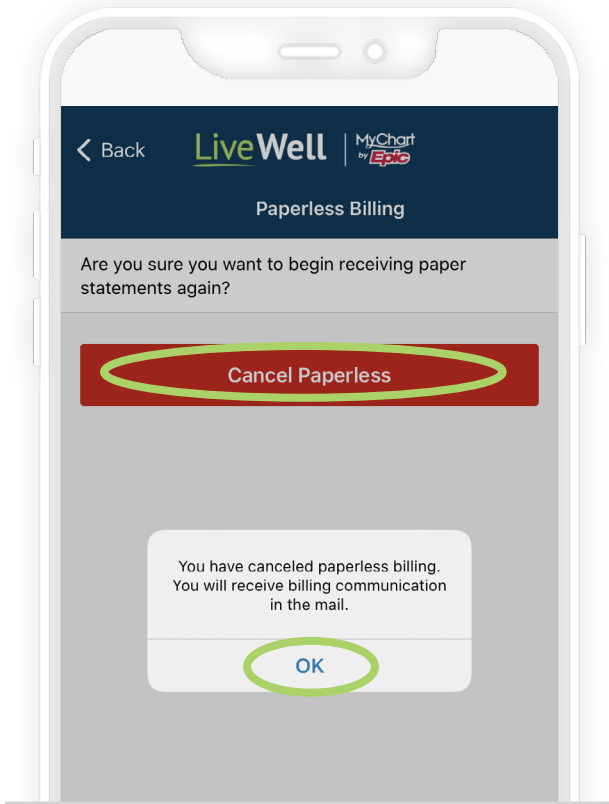 Back
LiveWell | MyChart
by Epic
Paperless Billing
Are you sure you want to begin receiving paper
statements again?
Cancel Paperless
You have canceled paperless billing.
You will receive billing communication
in the mail.
OK